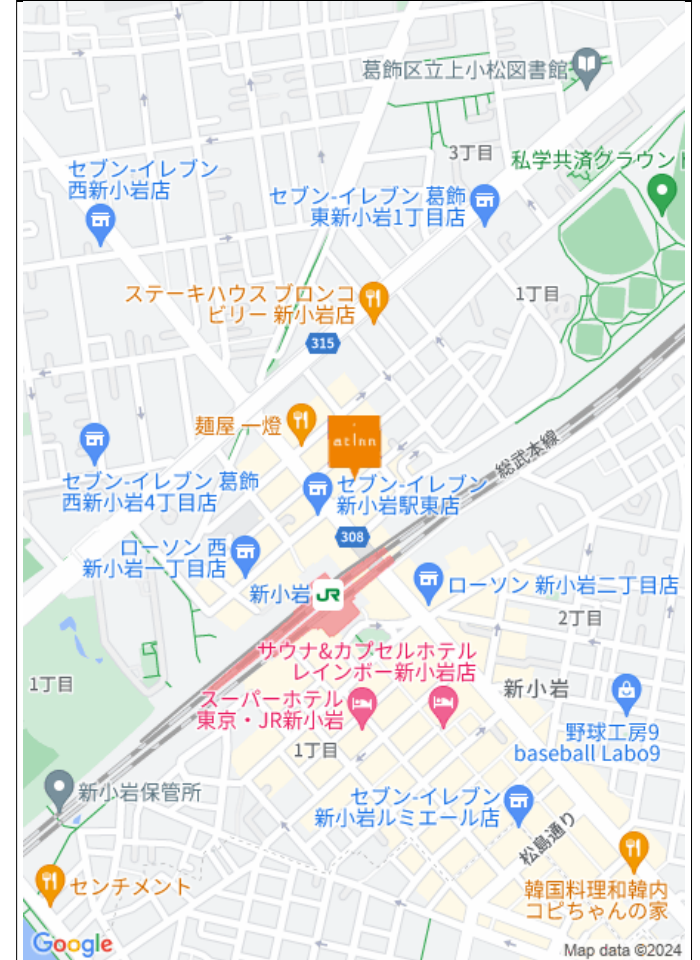 葛飾区立上小松図書館
3丁目
私学共済グラウント
セブン-イレブン
西新小岩店
セブン-イレブン 葛飾
東新小岩1丁目店
1丁目
ステーキハウス ブロンコ
ビリー 新小岩店
315
麺屋 一燈
atInn
総武本線
セブン-イレブン 葛飾
西新小岩4丁目店
セブン-イレブン
新小岩駅東店
308
ローソン 西
新小岩一丁目店
新小岩
JR
ローソン 新小岩二丁目店
2丁目
サウナ&カプセルホテル
レインボー新小岩店
1丁目
新小岩
スーパーホテル
東京・JR新小岩
1丁目
野球工房9
baseball Labo9
新小岩保管所
セブン-イレブン
新小岩ルミエール店
松島通り
センチメント
韓国料理和韓内
コピちゃんの家
Google
Map data ©2024